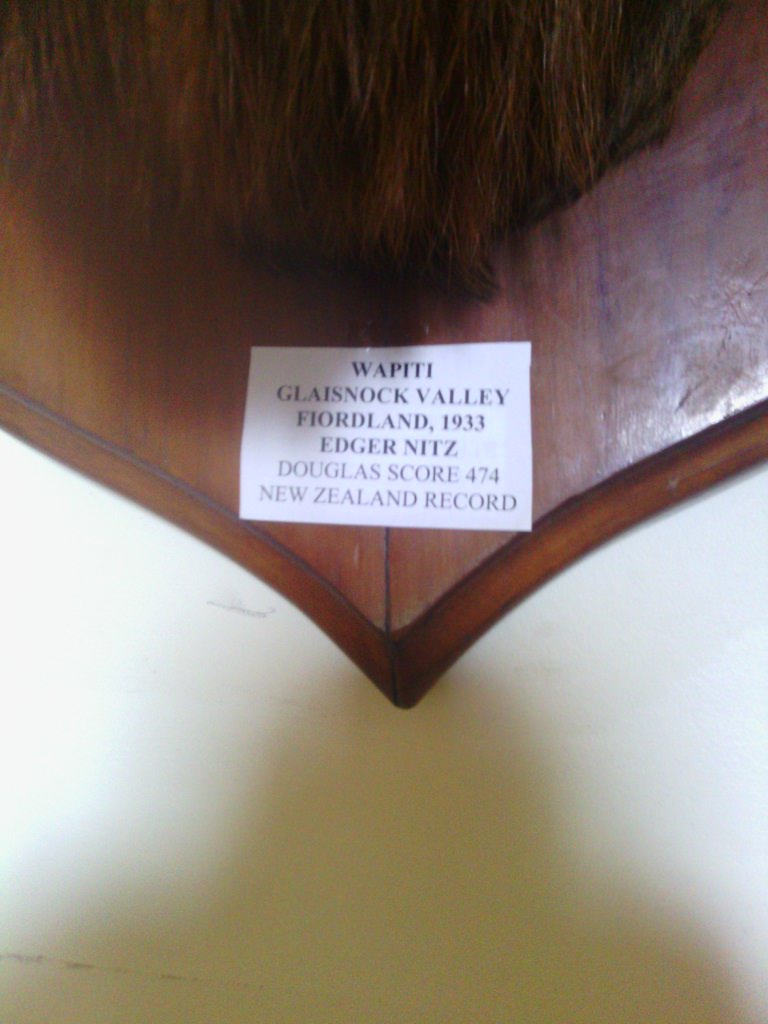 WAPITI
GLAISNOCK VALLEY
FIORDLAND, 1933
EDGER NITZ
DOUGLAS SCORE 474
NEW ZEALAND RECORD